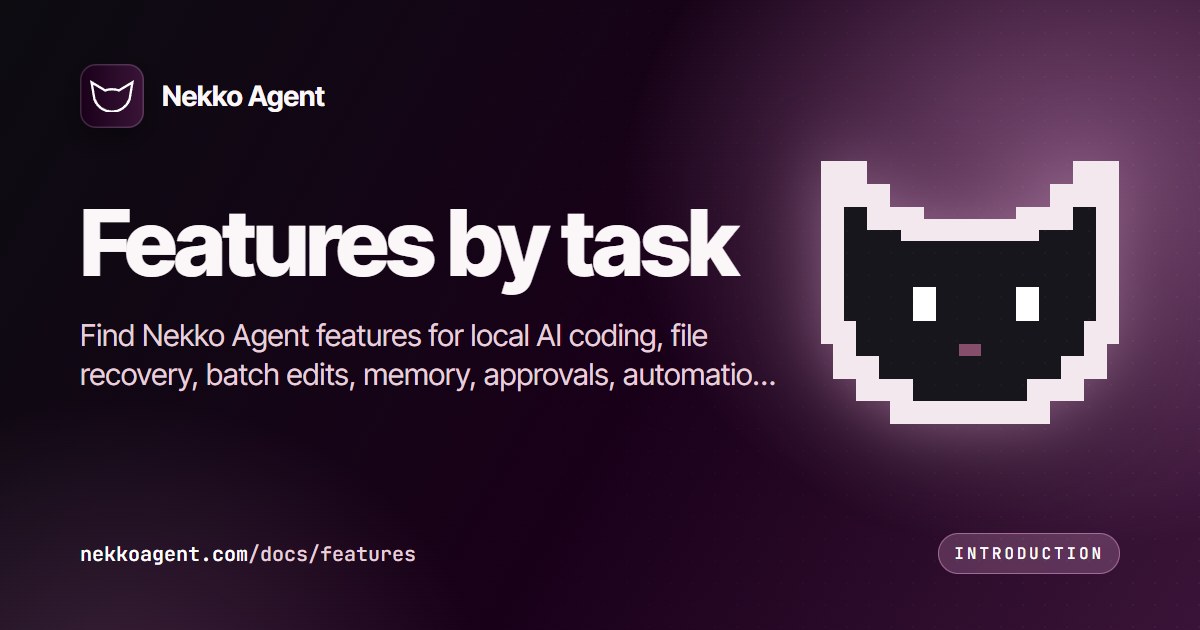 Nekko Agent
Features by task
Find Nekko Agent features for local AI coding, file
recovery, batch edits, memory, approvals, automatio...
nekkoagent.com/docs/features
INTRODUCTION